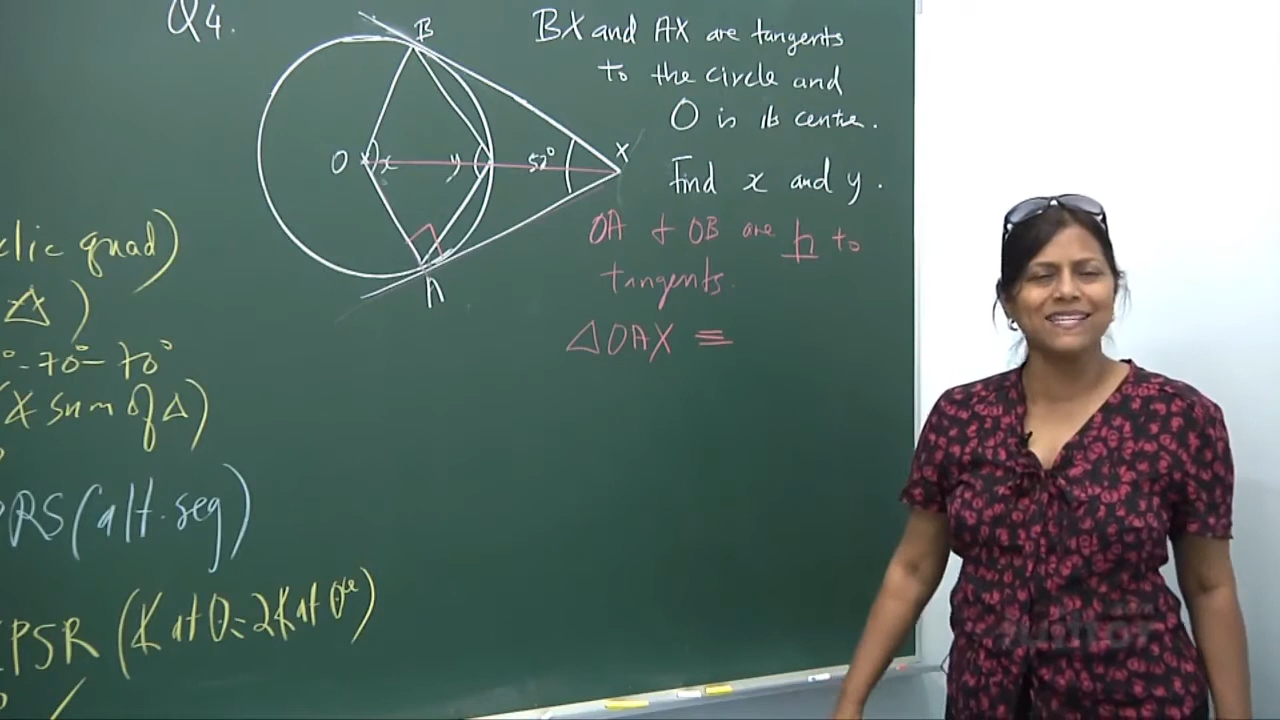 Q4.
BX and AX are tangents
to the circle and
O is its centre.
Find x and y.
B
O
x
y
52°
X
A
OA & OB are ⊥ to
tangents.
△OAX ≡
clic quad)
△)
°-70°-70°
(∠ sum of △)
PRS (alt. seg)
PSR (∠ at O = 2∠ at O^ce)